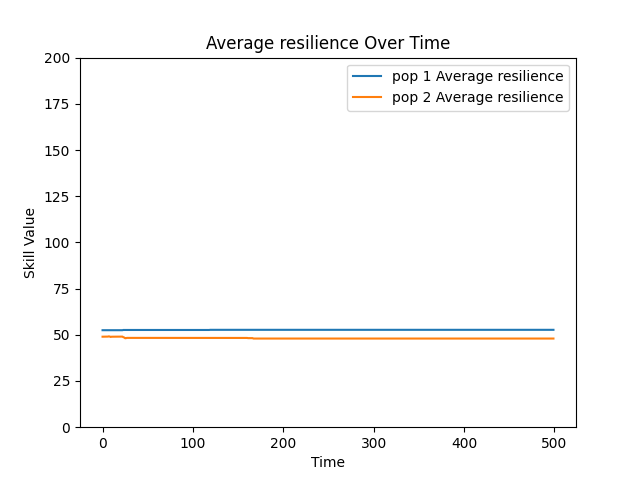 Average resilience Over Time
200
175
150
125
100
75
50
25
0
Skill Value
pop 1 Average resilience
pop 2 Average resilience
0 100 200 300 400 500
Time